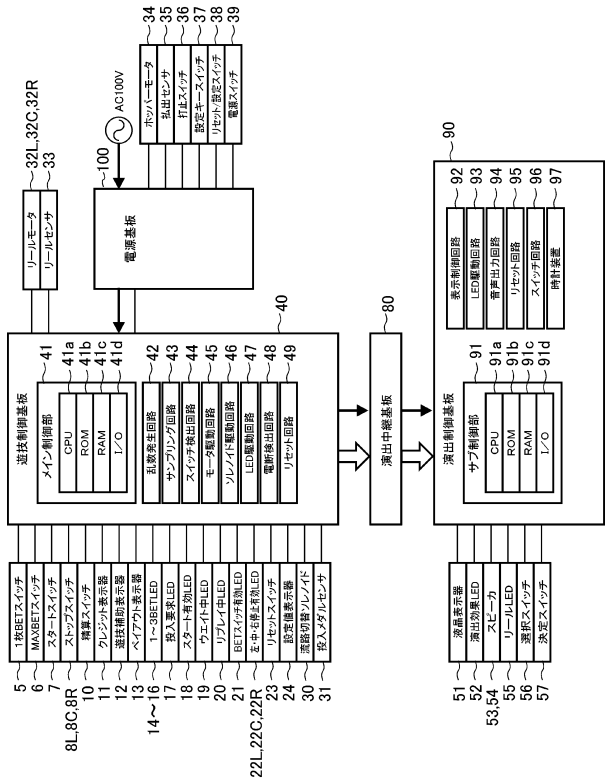 1枚BETスイッチ 5
MAXBETスイッチ 6
スタートスイッチ 7
ストップスイッチ 8L,8C,8R
精算スイッチ 10
クレジット表示器 11
遊技補助表示器 12
ペイアウト表示器 13
1〜3BETLED 14〜16
投入要求LED 17
スタート有効LED 18
ウエイト中LED 19
リプレイ中LED 20
BETスイッチ有効LED 21
左・中・右停止有効LED 22L,22C,22R
リセットスイッチ 23
設定値表示器 24
流路切替ソレノイド 30
投入メダルセンサ 31
リールモータ 32L,32C,32R
リールセンサ 33
遊技制御基板 40
メイン制御部 41
CPU 41a
ROM 41b
RAM 41c
I/O 41d
乱数発生回路 42
サンプリング回路 43
スイッチ検出回路 44
モータ駆動回路 45
ソレノイド駆動回路 46
LED駆動回路 47
電断検出回路 48
リセット回路 49
AC100V
電源基板 100
ホッパーモータ 34
払出センサ 35
打止スイッチ 36
設定キースイッチ 37
リセット/設定スイッチ 38
電源スイッチ 39
演出中継基板 80
液晶表示器 51
演出効果LED 52
スピーカ 53,54
リールLED 55
選択スイッチ 56
決定スイッチ 57
演出制御基板 90
サブ制御部 91
CPU 91a
ROM 91b
RAM 91c
I/O 91d
表示制御回路 92
LED駆動回路 93
音声出力回路 94
リセット回路 95
スイッチ回路 96
時計装置 97